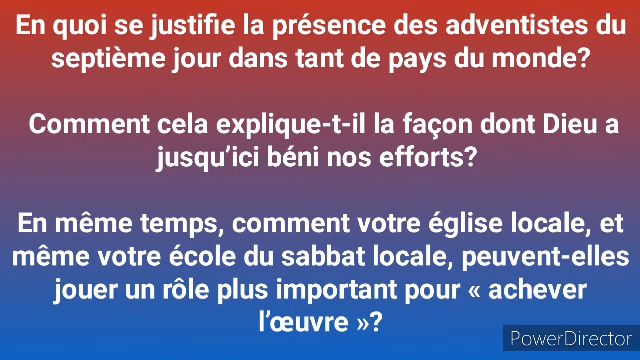 En quoi se justifie la présence des adventistes du
septième jour dans tant de pays du monde?
Comment cela explique-t-il la façon dont Dieu a
jusqu’ici béni nos efforts?
En même temps, comment votre église locale, et
même votre école du sabbat locale, peuvent-elles
jouer un rôle plus important pour « achever
l’œuvre »?
PowerDirector